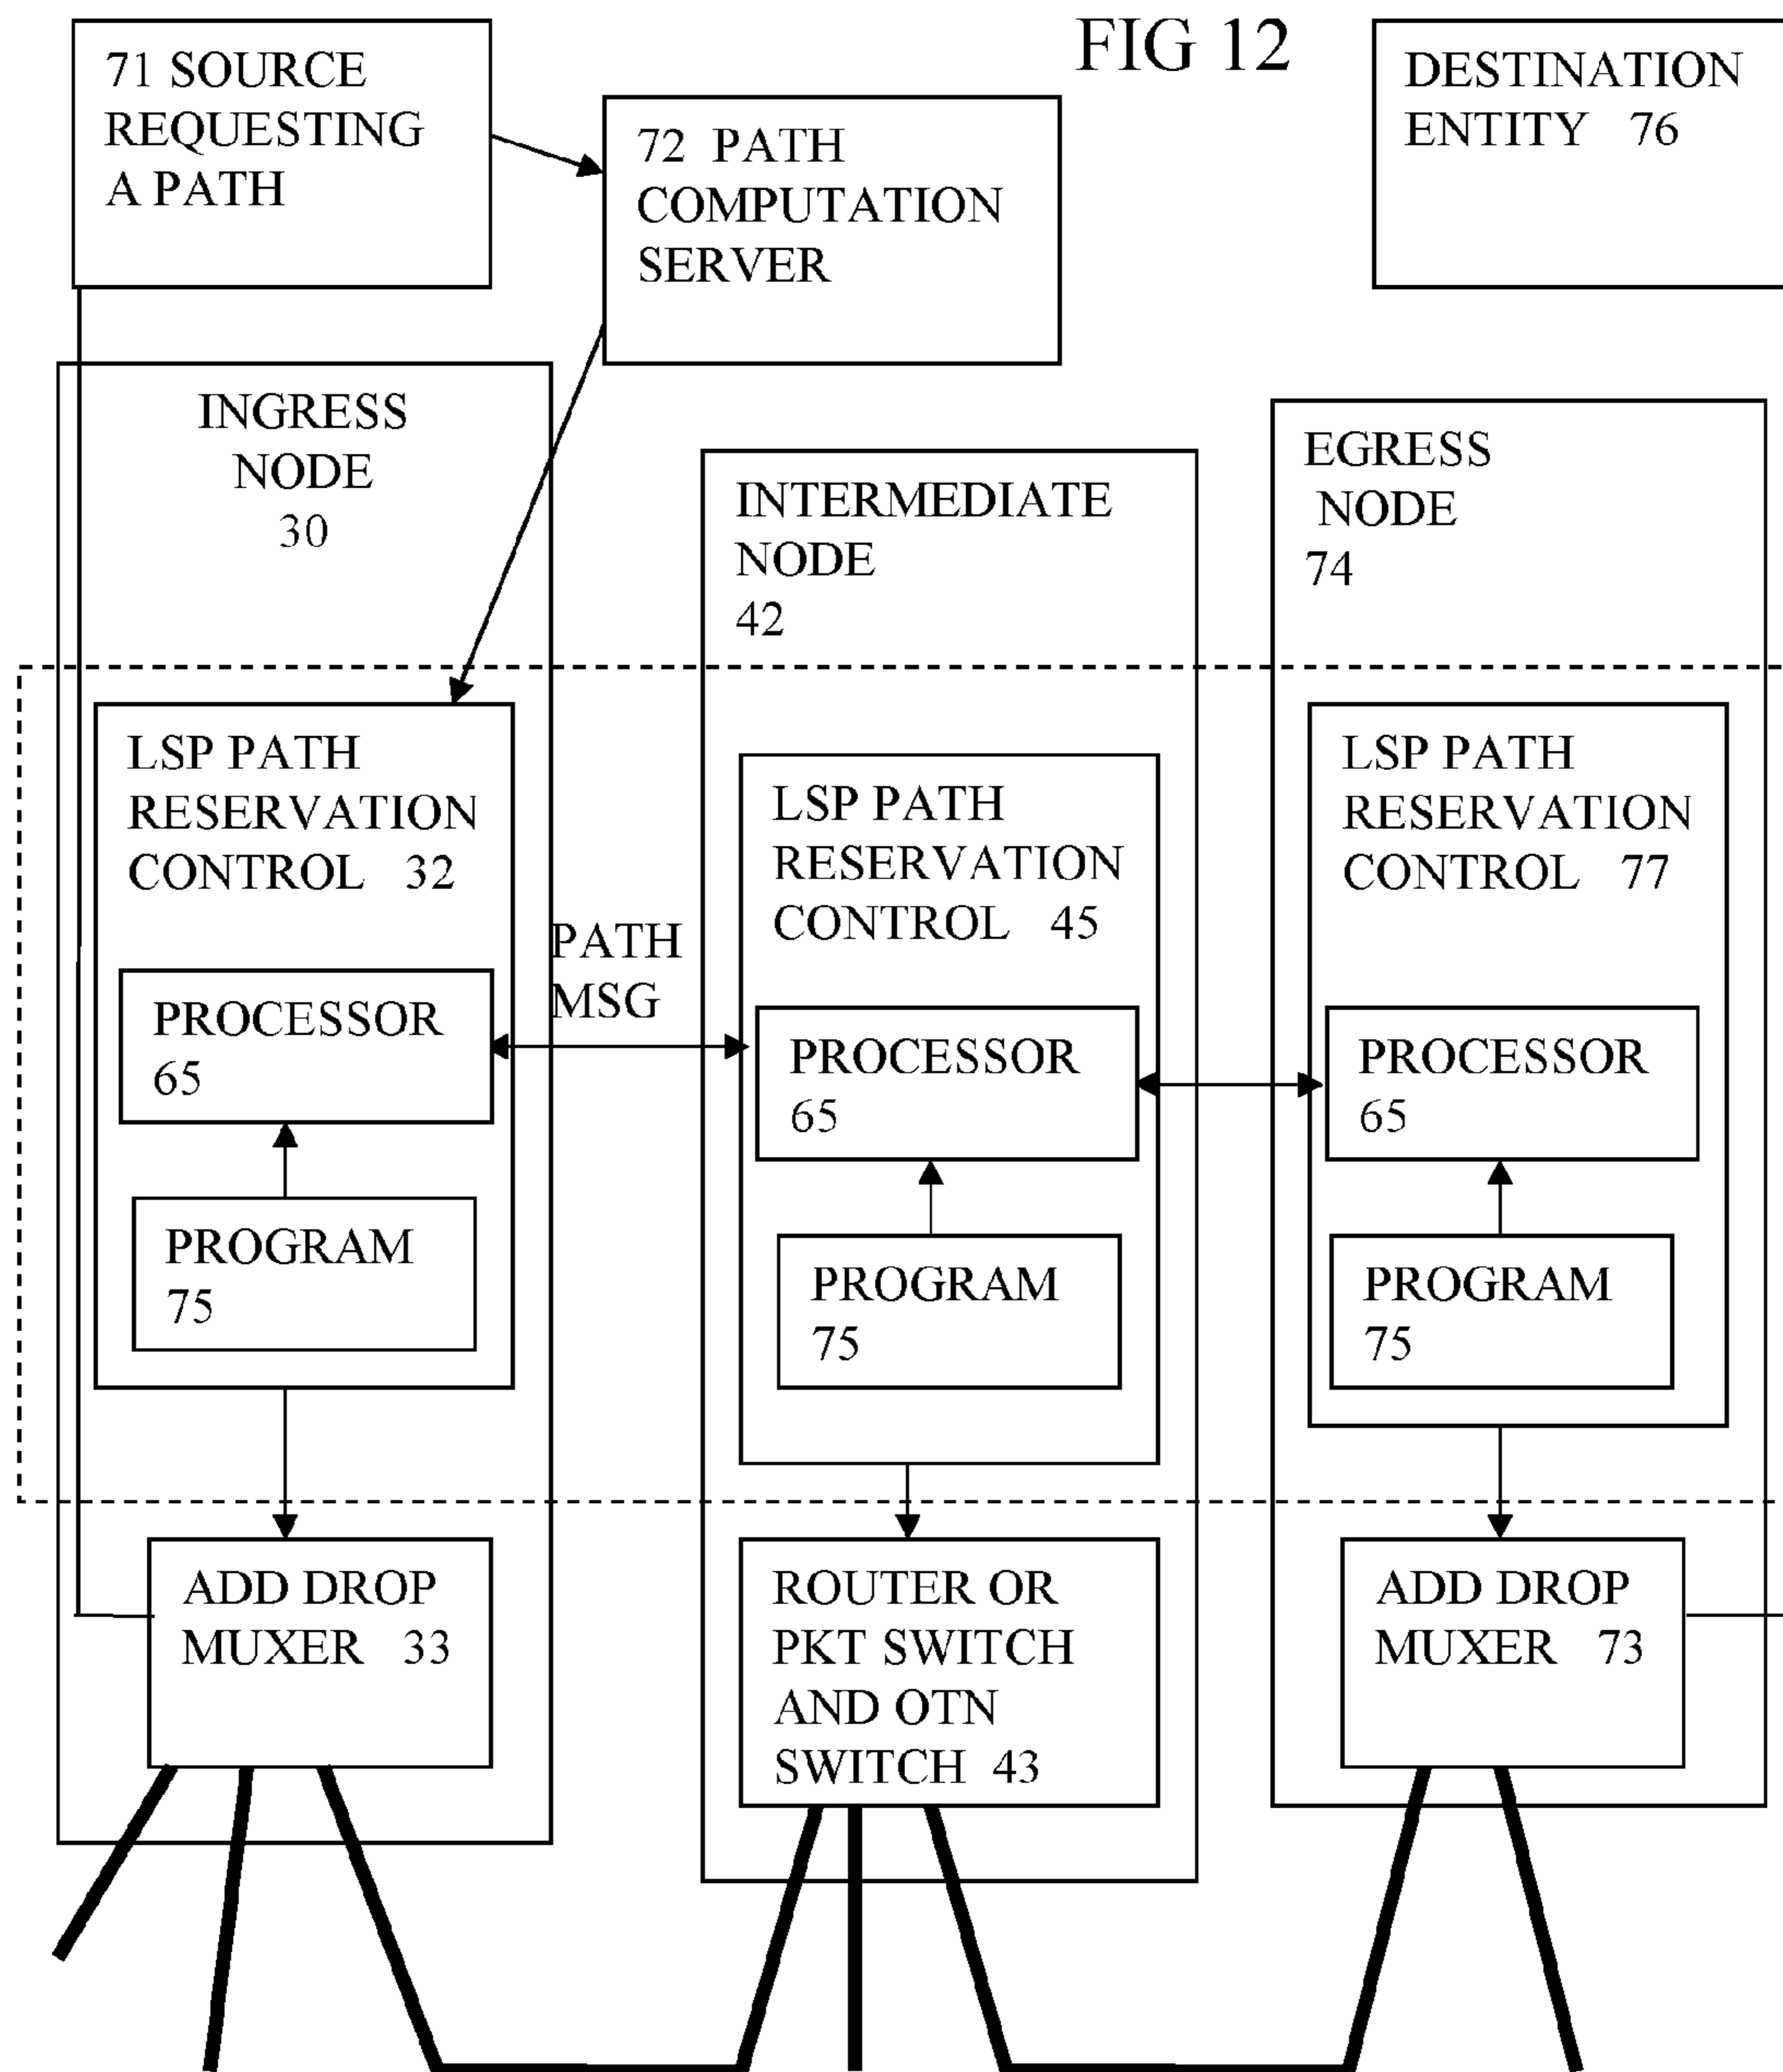 FIG 12
71 SOURCE
REQUESTING
A PATH
72 PATH
COMPUTATION
SERVER
DESTINATION
ENTITY 76
INGRESS
NODE
30
INTERMEDIATE
NODE
42
EGRESS
NODE
74
LSP PATH
RESERVATION
CONTROL 32
PROCESSOR
65
PROGRAM
75
PATH
MSG
LSP PATH
RESERVATION
CONTROL 45
PROCESSOR
65
PROGRAM
75
LSP PATH
RESERVATION
CONTROL 77
PROCESSOR
65
PROGRAM
75
ADD DROP
MUXER 33
ROUTER OR
PKT SWITCH
AND OTN
SWITCH 43
ADD DROP
MUXER 73